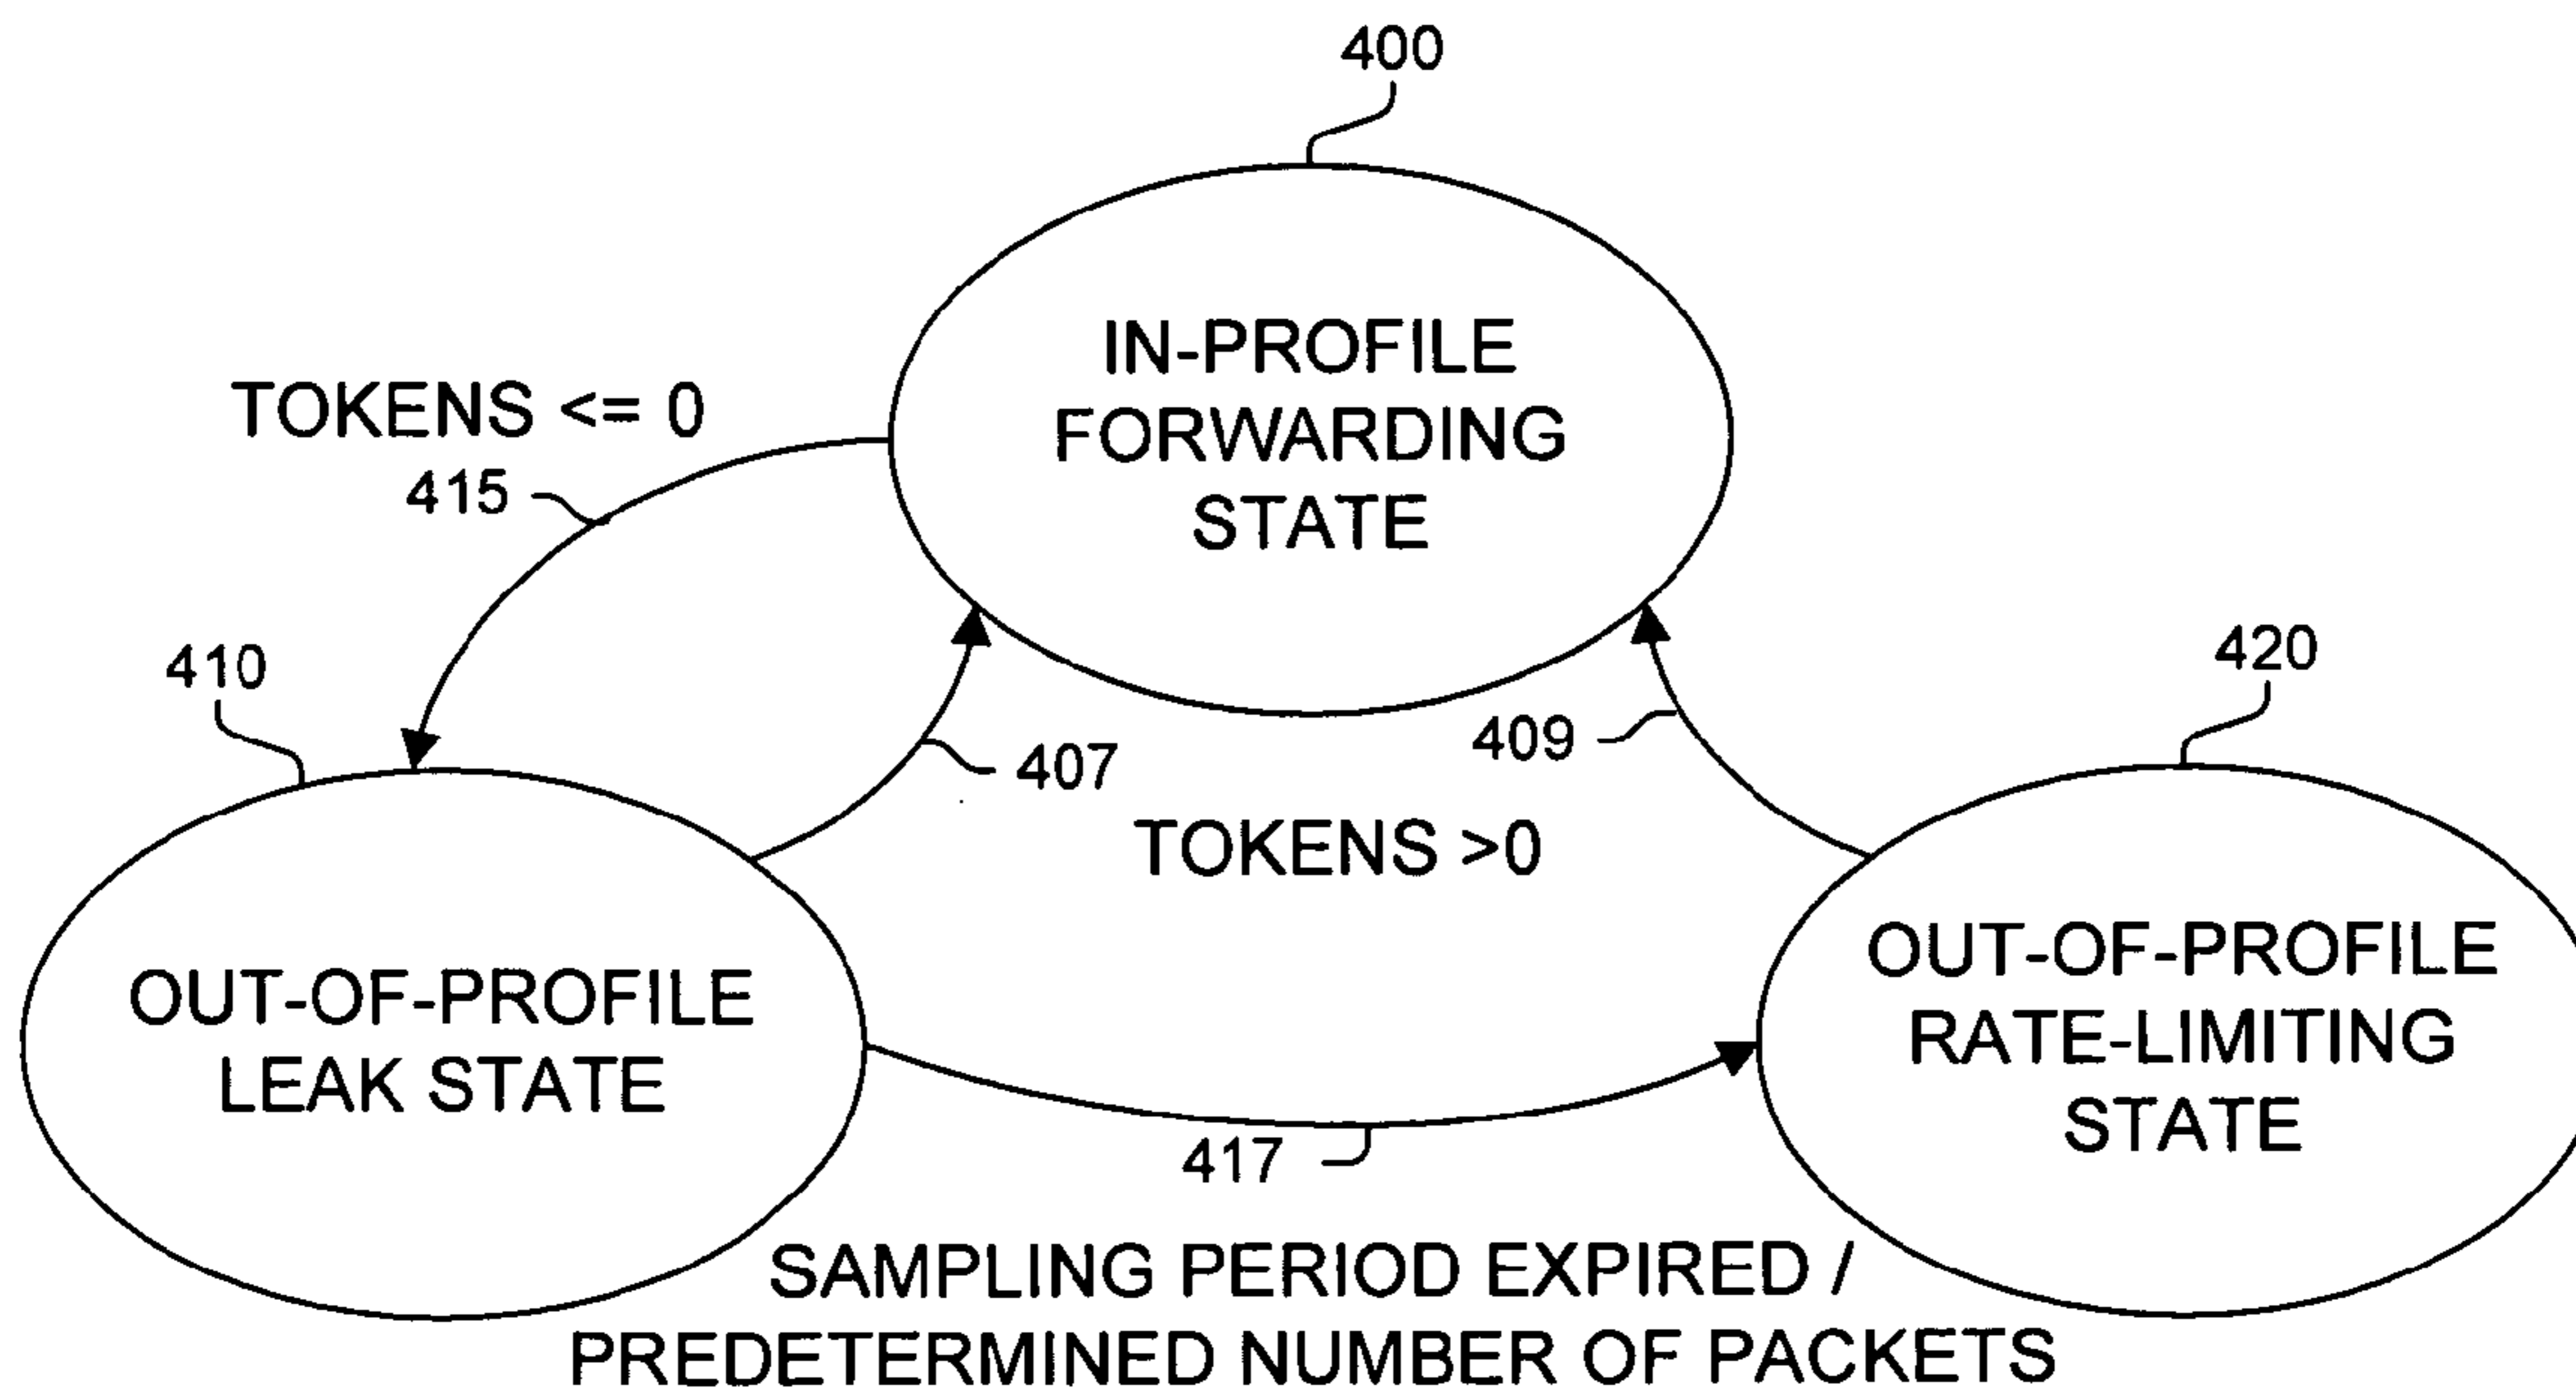 400
IN-PROFILE
FORWARDING
STATE
TOKENS <= 0
415
410
407
409
420
TOKENS >0
OUT-OF-PROFILE
LEAK STATE
OUT-OF-PROFILE
RATE-LIMITING
STATE
417
SAMPLING PERIOD EXPIRED /
PREDETERMINED NUMBER OF PACKETS